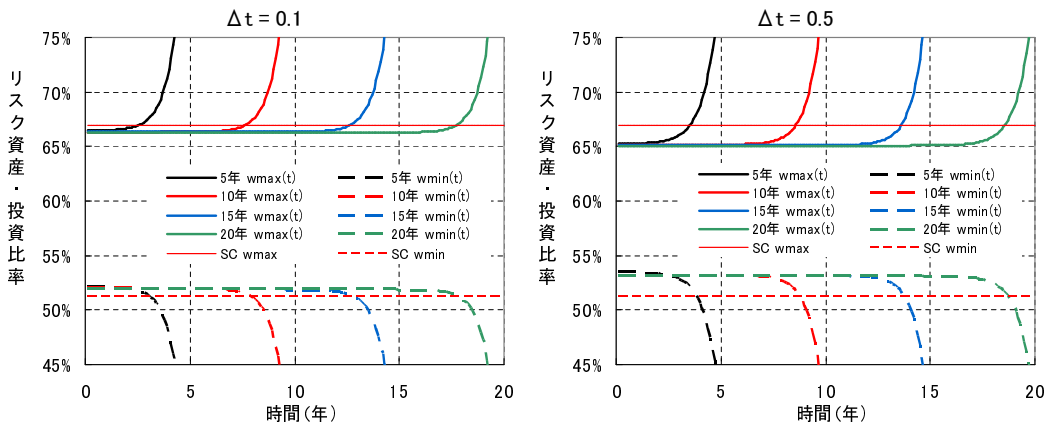 Δt = 0.1
75%
70%
65%
60%
55%
50%
45%
リスク資産・投資比率
5年 wmax(t)
5年 wmin(t)
10年 wmax(t)
10年 wmin(t)
15年 wmax(t)
15年 wmin(t)
20年 wmax(t)
20年 wmin(t)
SC wmax
SC wmin
0
5
10
15
20
時間(年)
Δt = 0.5
75%
70%
65%
60%
55%
50%
45%
リスク資産・投資比率
5年 wmax(t)
5年 wmin(t)
10年 wmax(t)
10年 wmin(t)
15年 wmax(t)
15年 wmin(t)
20年 wmax(t)
20年 wmin(t)
SC wmax
SC wmin
0
5
10
15
20
時間(年)